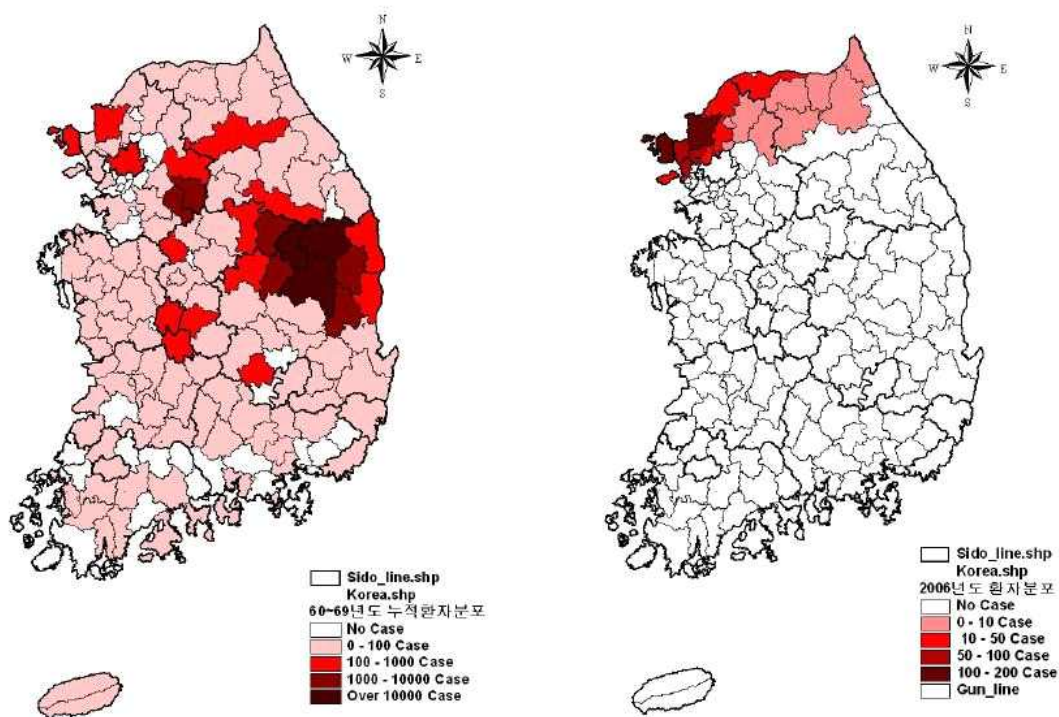 N
W E
S
Sido_line.shp
Korea.shp
60~69년도 누적환자분포
No Case
0 - 100 Case
100 - 1000 Case
1000 - 10000 Case
Over 10000 Case
N
W E
S
Sido_line.shp
Korea.shp
2006년도 환자분포
No Case
0 - 10 Case
10 - 50 Case
50 - 100 Case
100 - 200 Case
Gun_line